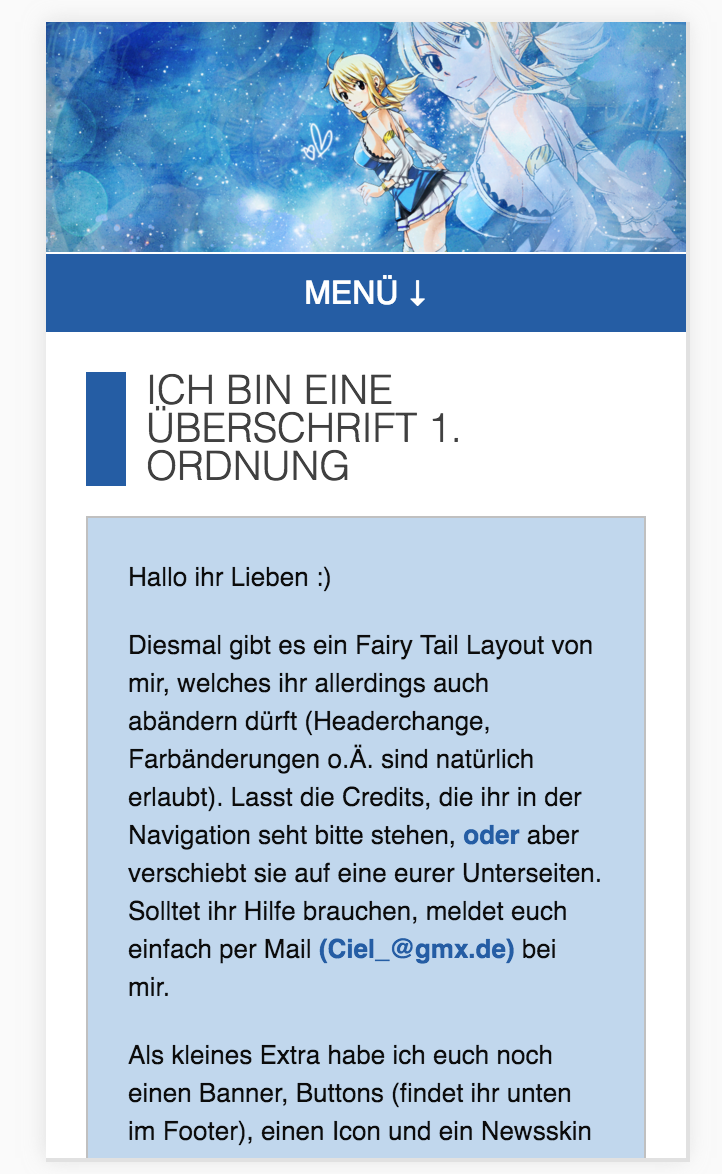 MENÜ ↓
ICH BIN EINE
ÜBERSCHRIFT 1.
ORDNUNG
Hallo ihr Lieben :)
Diesmal gibt es ein Fairy Tail Layout von
mir, welches ihr allerdings auch
abändern dürft (Headerchange,
Farbänderungen o.Ä. sind natürlich
erlaubt). Lasst die Credits, die ihr in der
Navigation seht bitte stehen, oder aber
verschiebt sie auf eine eurer Unterseiten.
Solltet ihr Hilfe brauchen, meldet euch
einfach per Mail (Ciel_@gmx.de) bei
mir.
Als kleines Extra habe ich euch noch
einen Banner, Buttons (findet ihr unten
im Footer), einen Icon und ein Newsskin